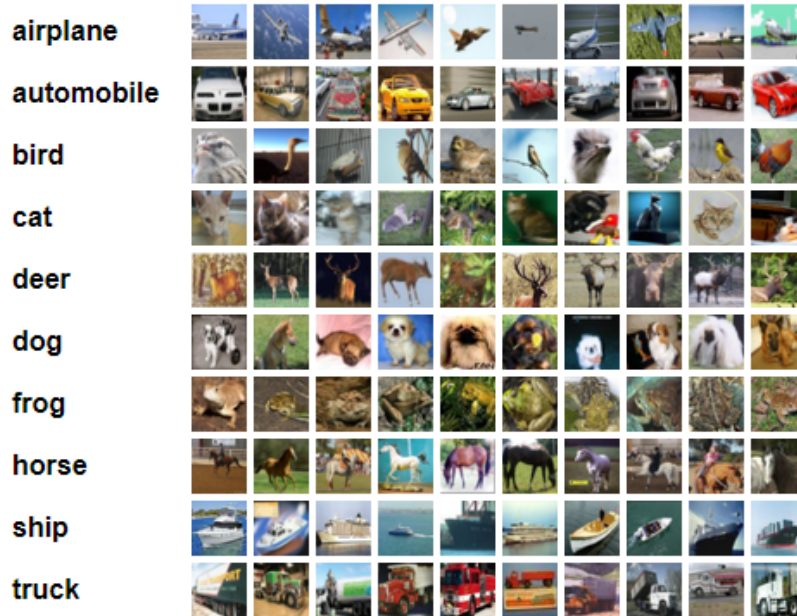 airplane
automobile
bird
cat
deer
dog
frog
horse
ship
truck